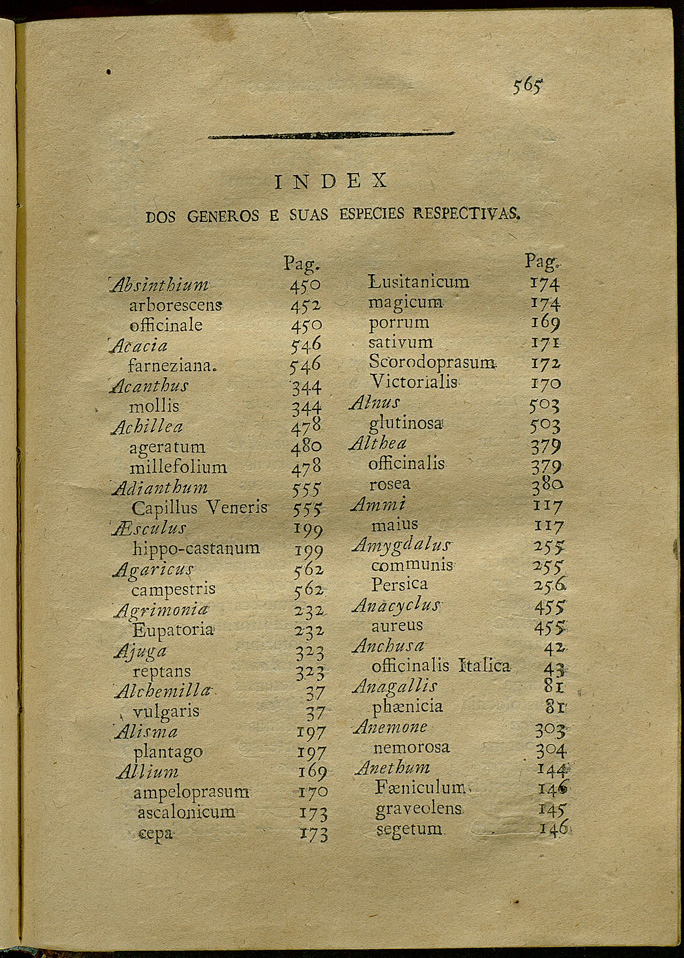 565
INDEX
DOS GENEROS E SUAS ESPECIES RESPECTIVAS.
Pag.
Absinthium 450
arborescens 452
officinale 450
Acacia 546
farneziana. 546
Acanthus 344
mollis 344
Achillea 478
ageratum 480
millefolium 478
Adianthum 555
Capillus Veneris 555
Æsculus 199
hippo-castanum 199
Agaricus 562
campestris 562
Agrimonia 232
Eupatoria 232
Ajuga 323
reptans 323
Alchemilla 37
vulgaris 37
Alisma 197
plantago 197
Allium 169
ampeloprasum 170
ascalonicum 173
cepa 173
Pag.
Lusitanicum 174
magicum 174
porrum 169
sativum 171
Scorodoprasum 172
Victorialis 170
Alnus 503
glutinosa 503
Althea 379
officinalis 379
rosea 380
Ammi 117
maius 117
Amygdalus 255
communis 255
Persica 256
Anacyclus 455
aureus 455
Anchusa 42
officinalis Italica 43
Anagallis 81
phænicia 81
Anemone 303
nemorosa 304
Anethum 144
Fæniculum 146
graveolens 145
segetum 146